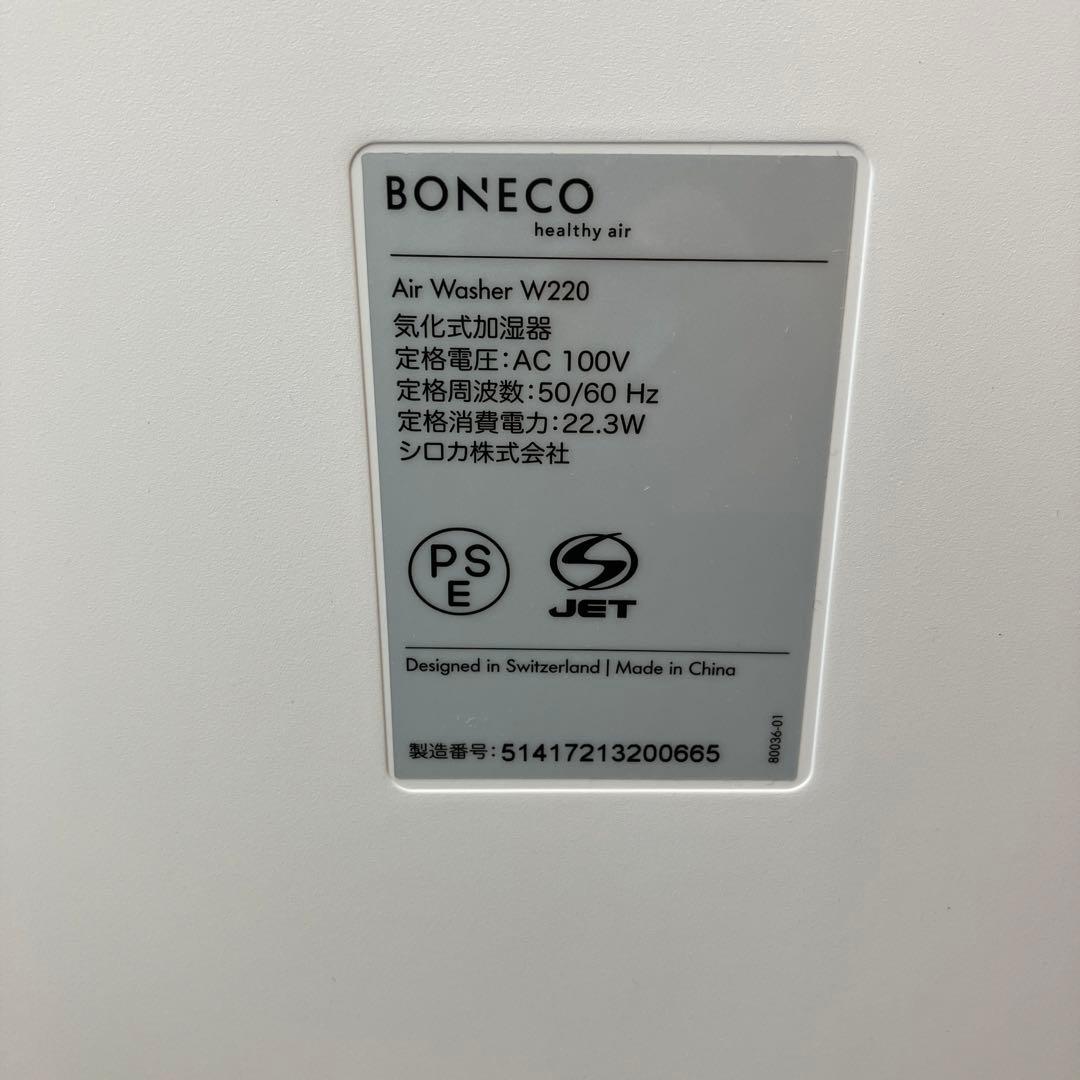 BONECO
healthy air
Air Washer W220
気化式加湿器
定格電圧:AC 100V
定格周波数:50/60 Hz
定格消費電力:22.3W
シロカ株式会社
PS
E
JET
Designed in Switzerland | Made in China
製造番号:51417213200665
80036-01